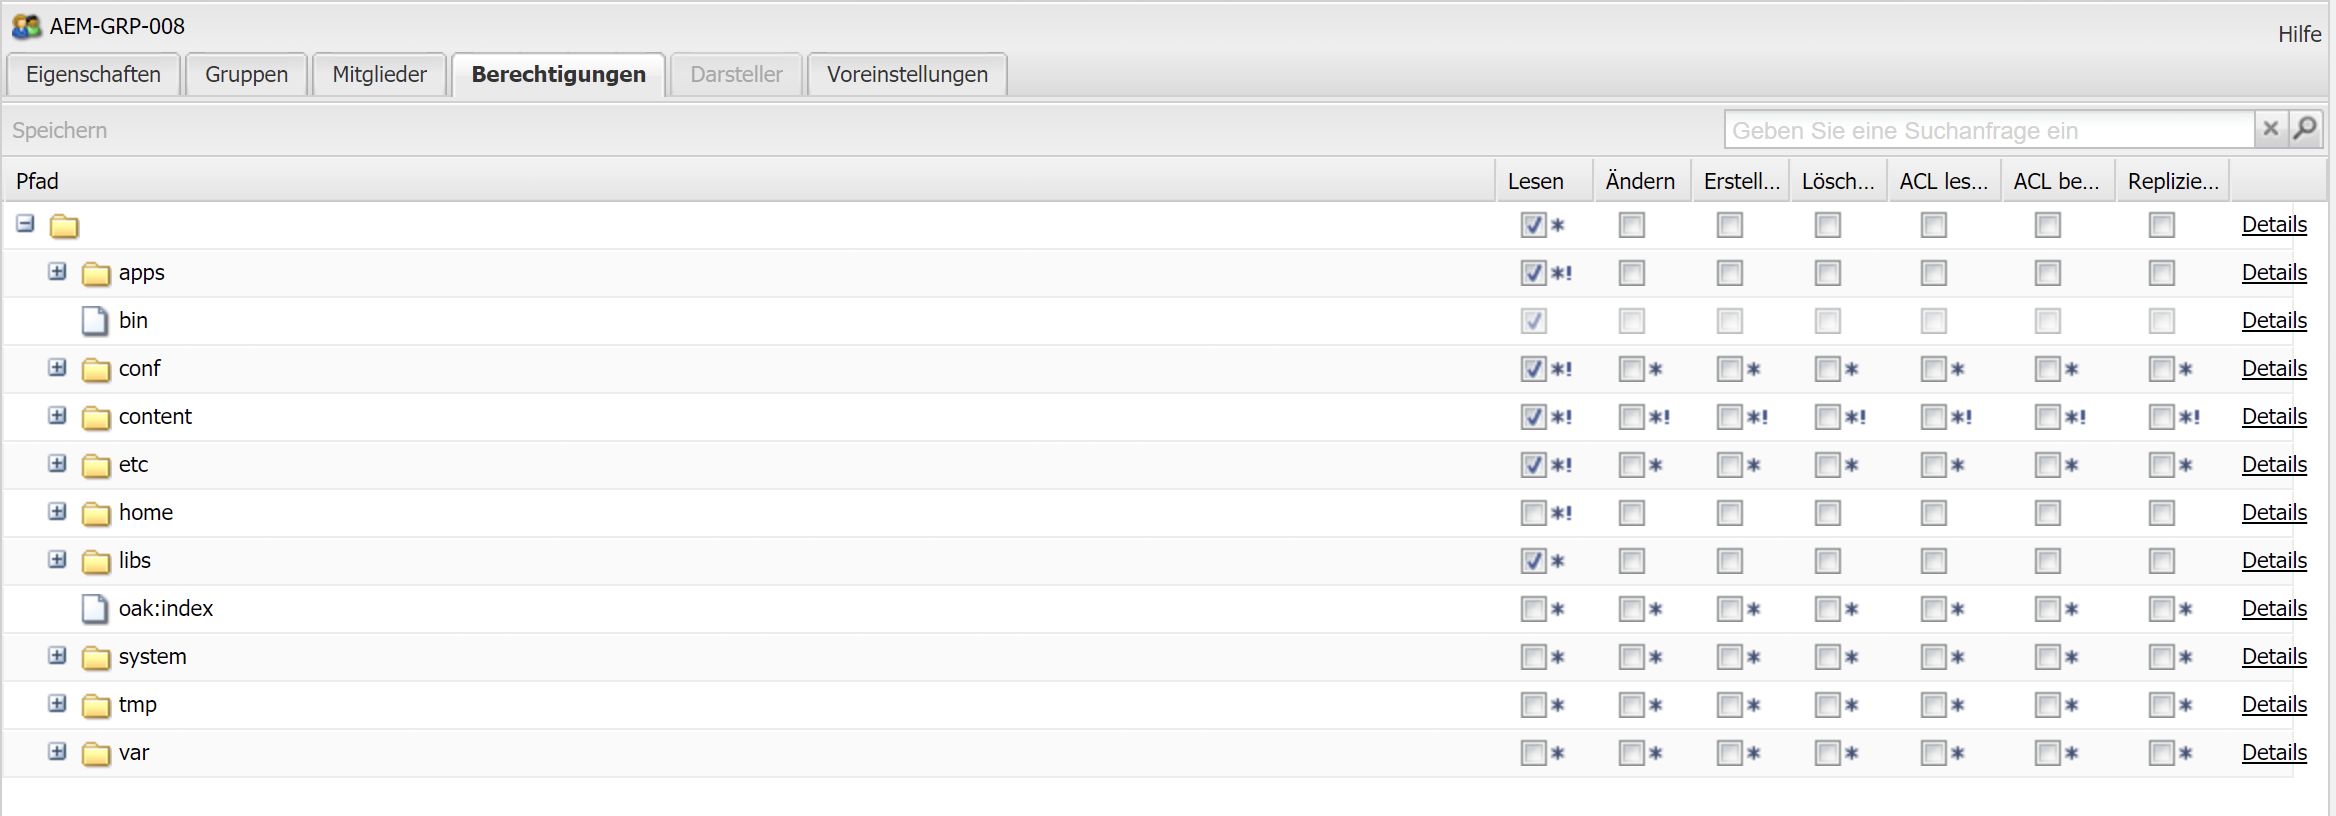 AEM-GRP-008
Hilfe
Eigenschaften Gruppen Mitglieder Berechtigungen Darsteller Voreinstellungen
Speichern Geben Sie eine Suchanfrage ein
Pfad Lesen Ändern Erstell... Lösch... ACL les... ACL be... Replizie...
* Details
apps *! Details
bin Details
conf *! * * * * * * Details
content *! *! *! *! *! *! *! Details
etc *! * * * * * * Details
home *! Details
libs * Details
oak:index * * * * * * * Details
system * * * * * * * Details
tmp * * * * * * * Details
var * * * * * * * Details